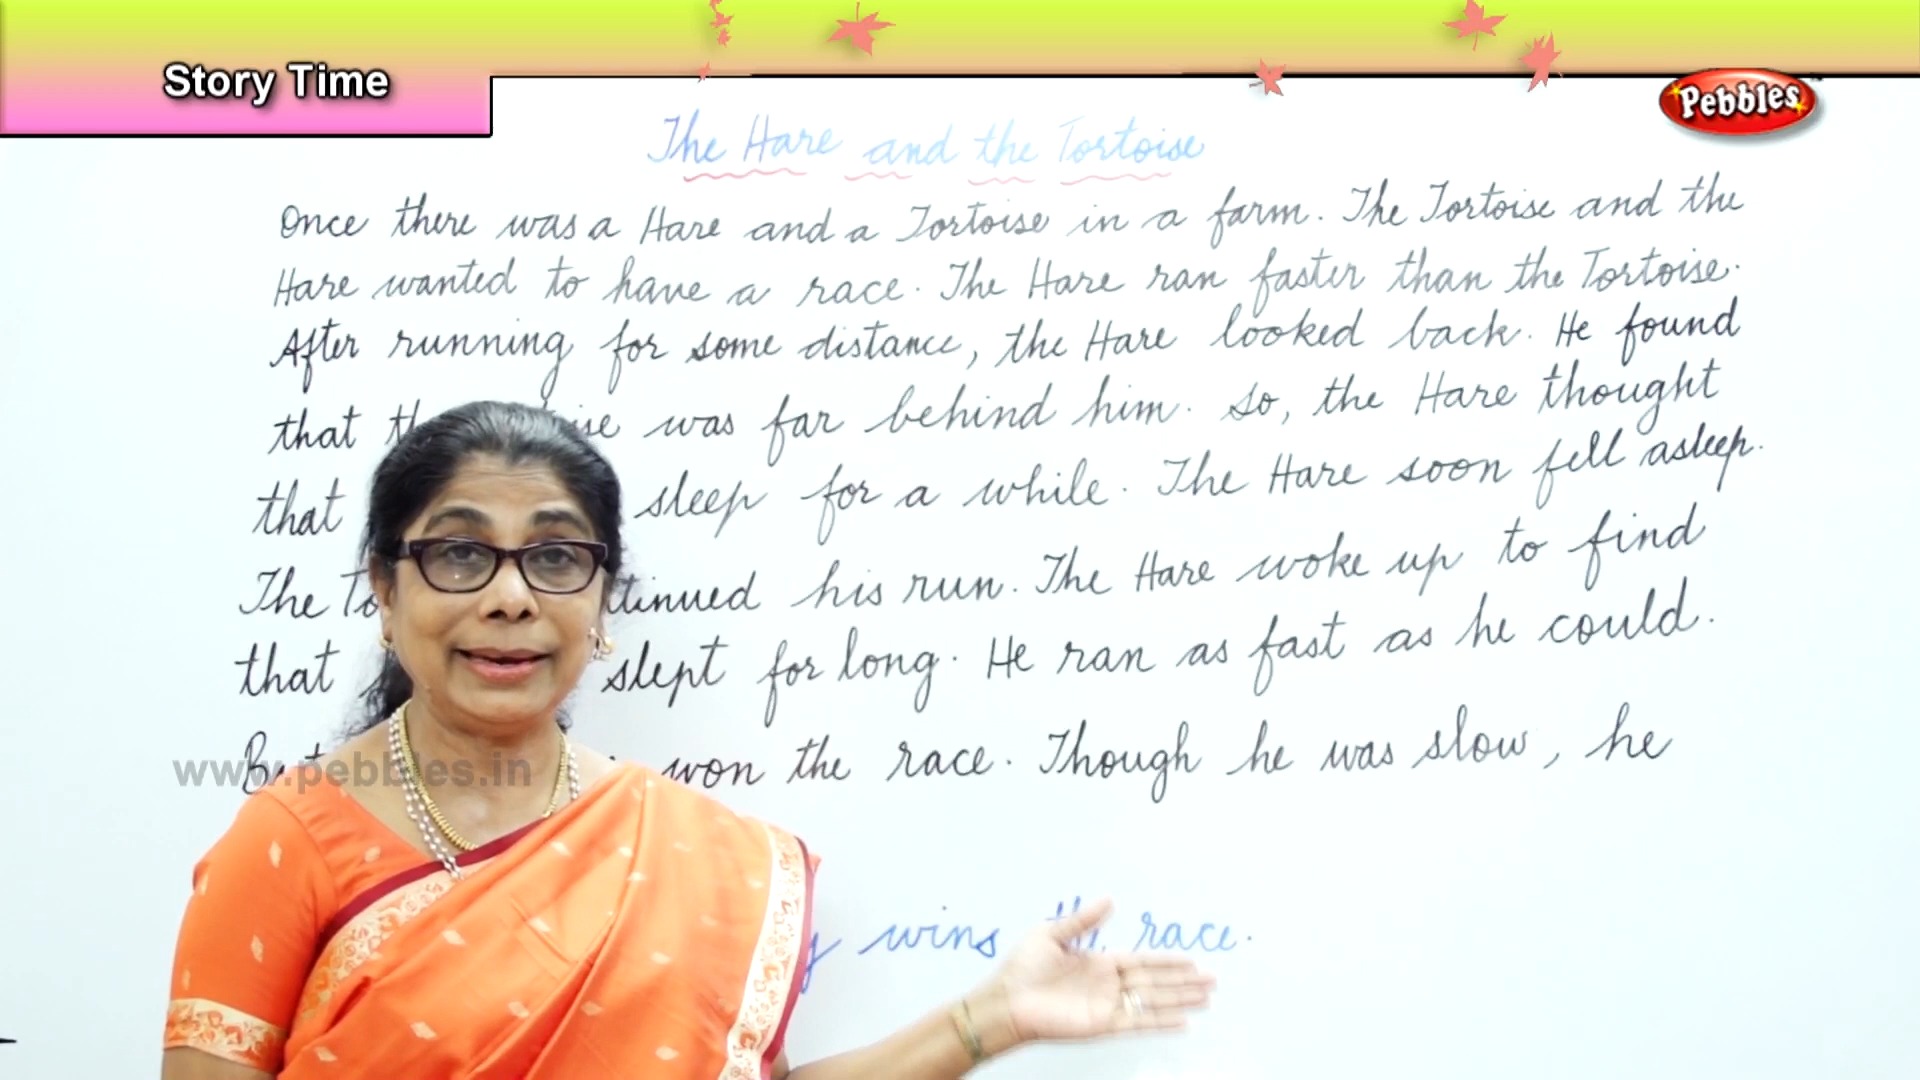 Story Time
Pebbles
The Hare and the Tortoise
Once there was a Hare and a Tortoise in a farm. The Tortoise and the
Hare wanted to have a race. The Hare ran faster than the Tortoise.
After running for some distance, the Hare looked back. He found
that was far behind him. So, the Hare thought
that sleep for a while. The Hare soon fell asleep.
The his run. The Hare woke up to find
that slept for long. He ran as fast as he could.
But won the race. Though he was slow, he
www.pebbles.in
wins the race.